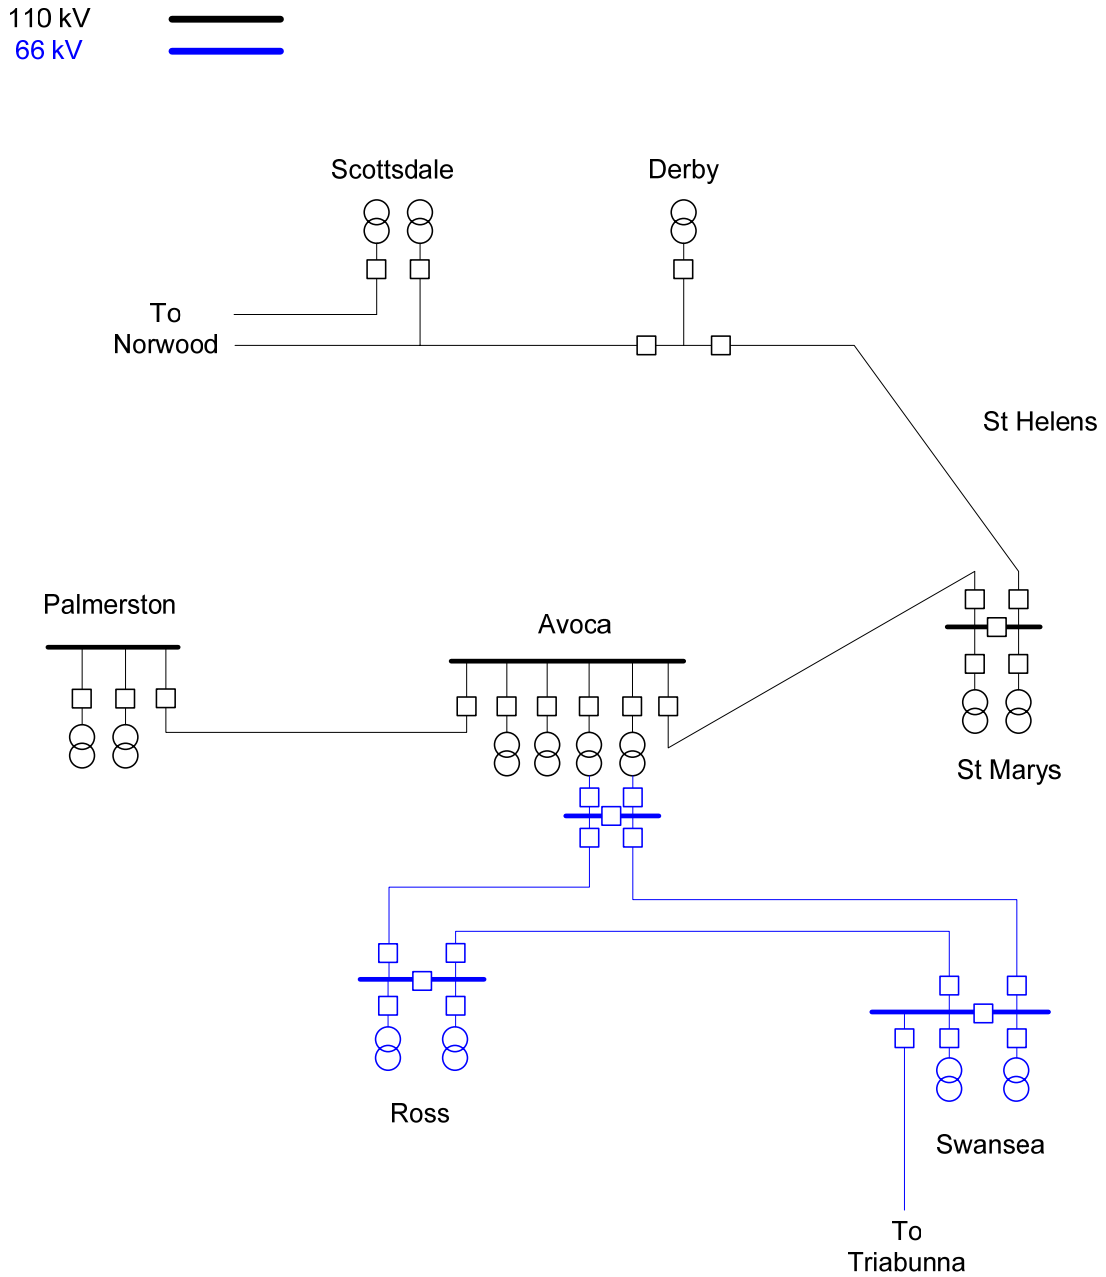 110 kV
66 kV
Scottsdale
Derby
To
Norwood
St Helens
Palmerston
Avoca
St Marys
Ross
Swansea
To
Triabunna